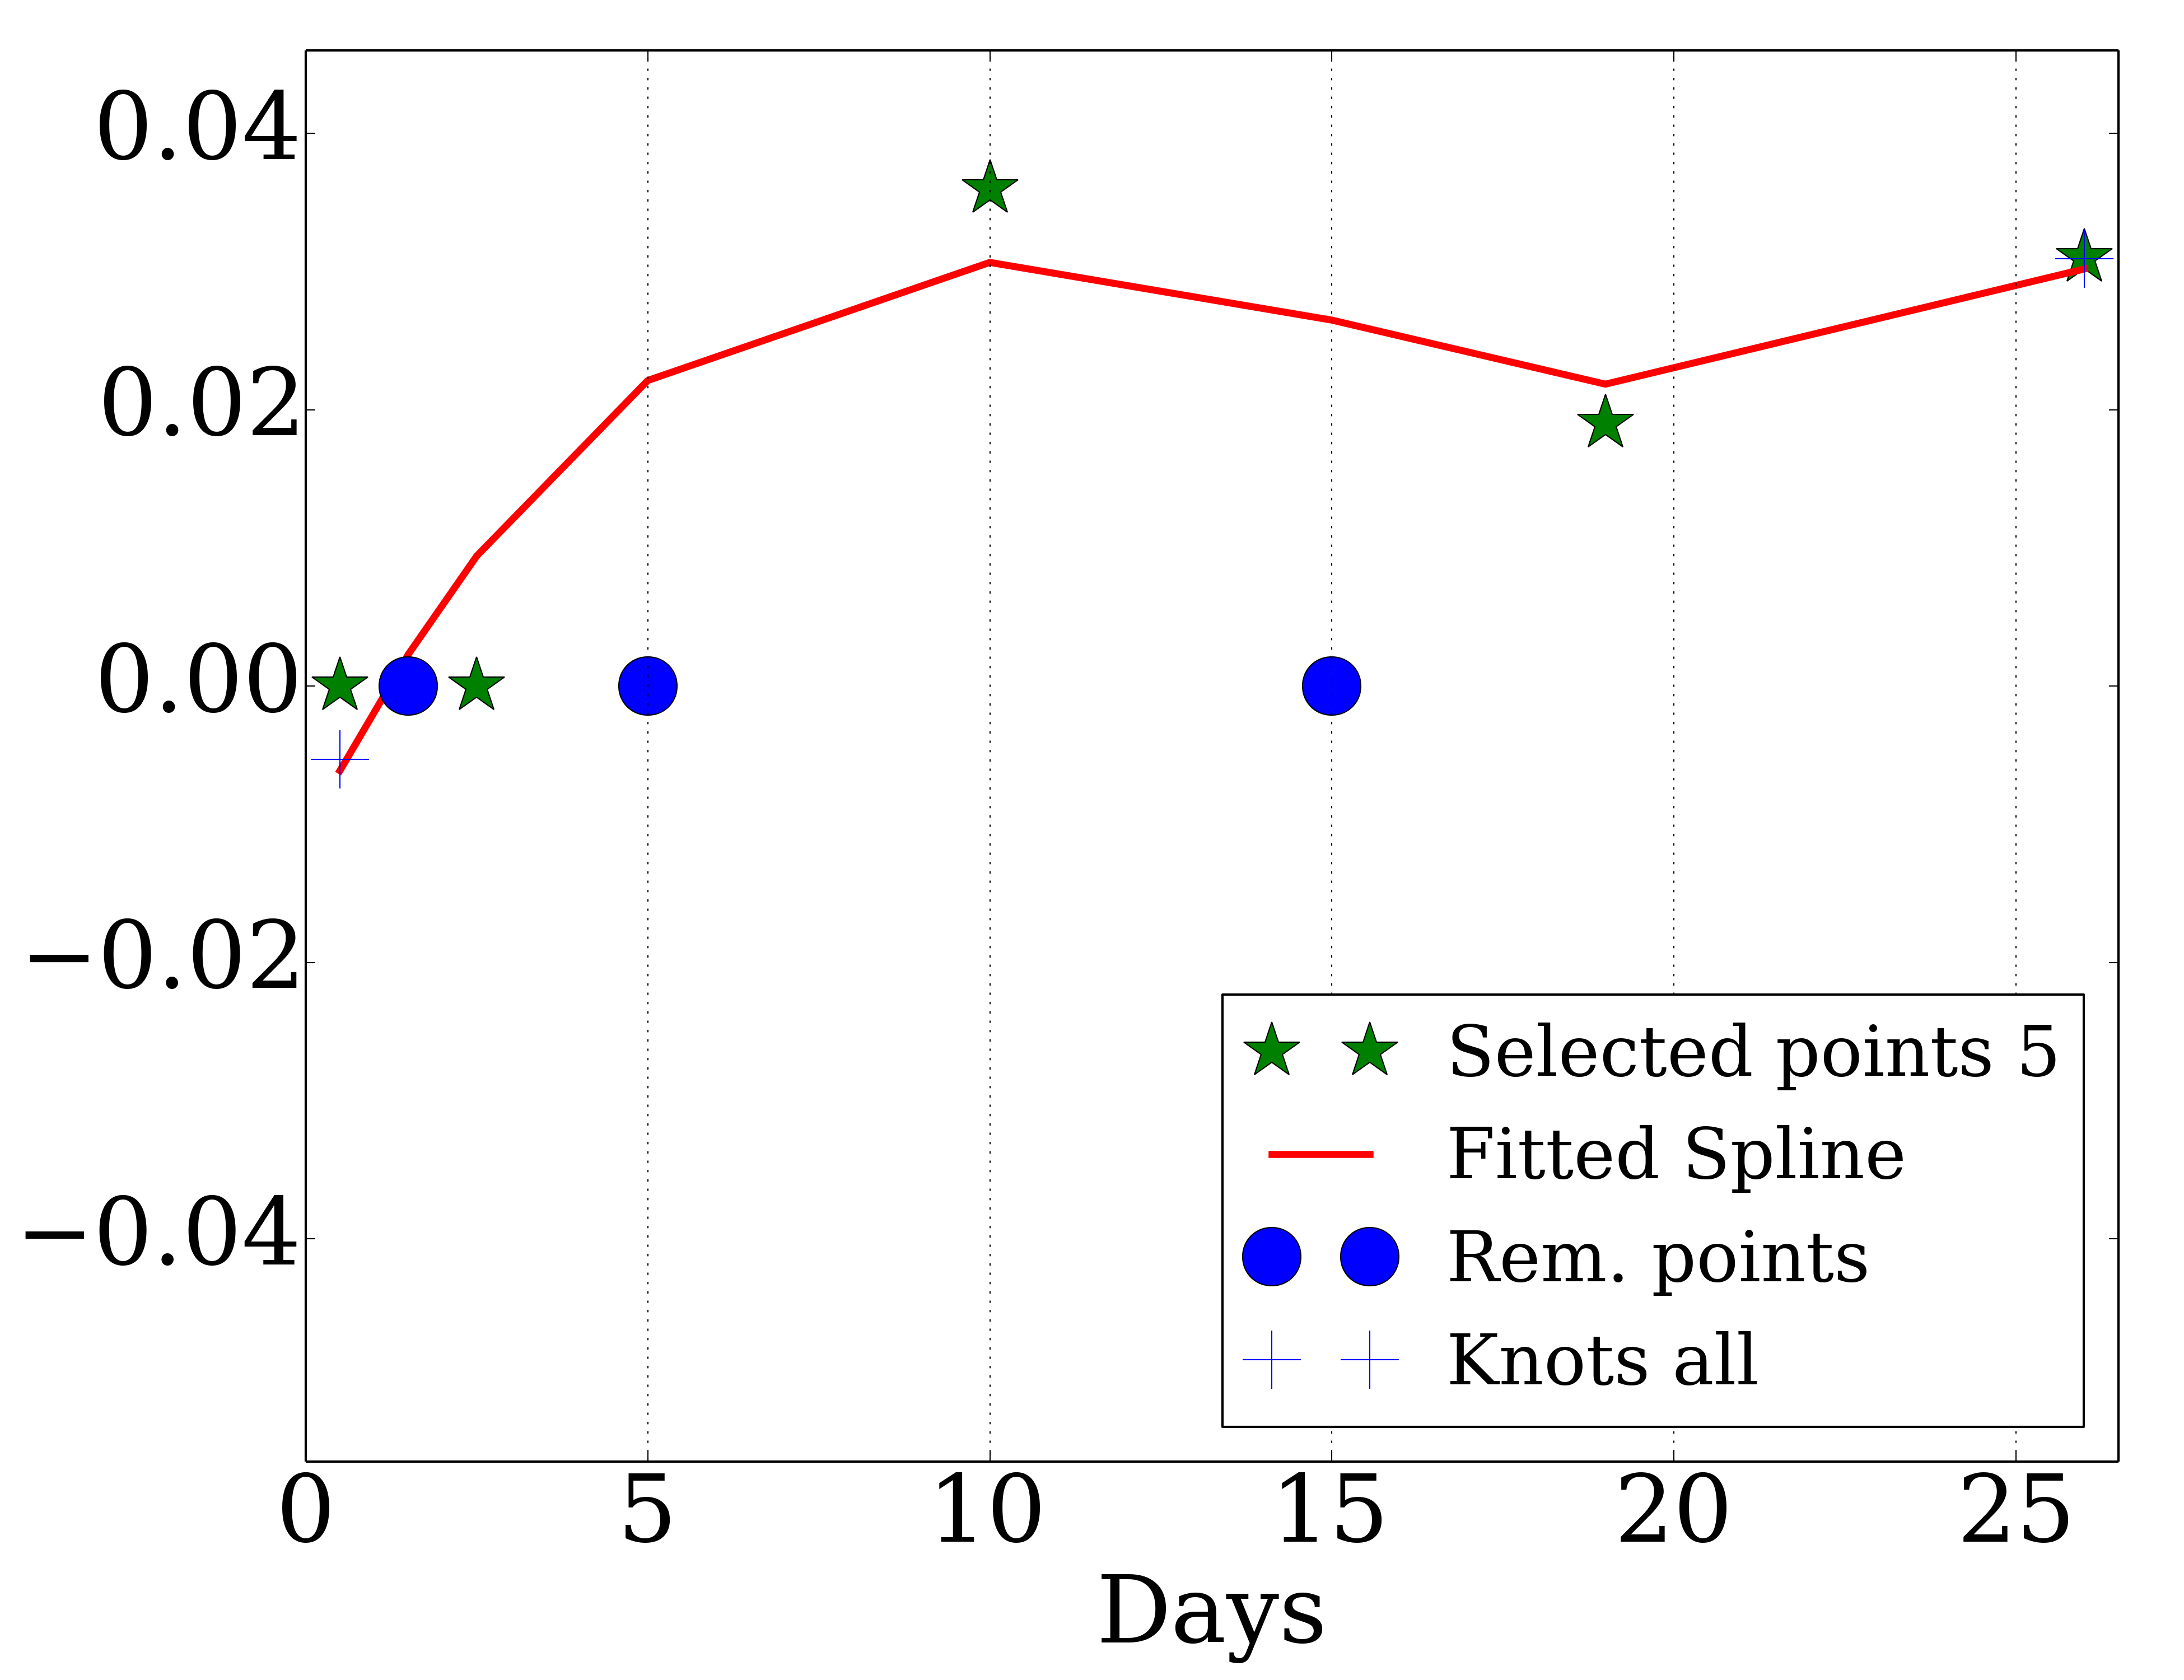 0.04
0.02
0.00
−0.02
−0.04
Selected points 5
Fitted Spline
Rem. points
Knots all
0 5 10 15 20 25
Days